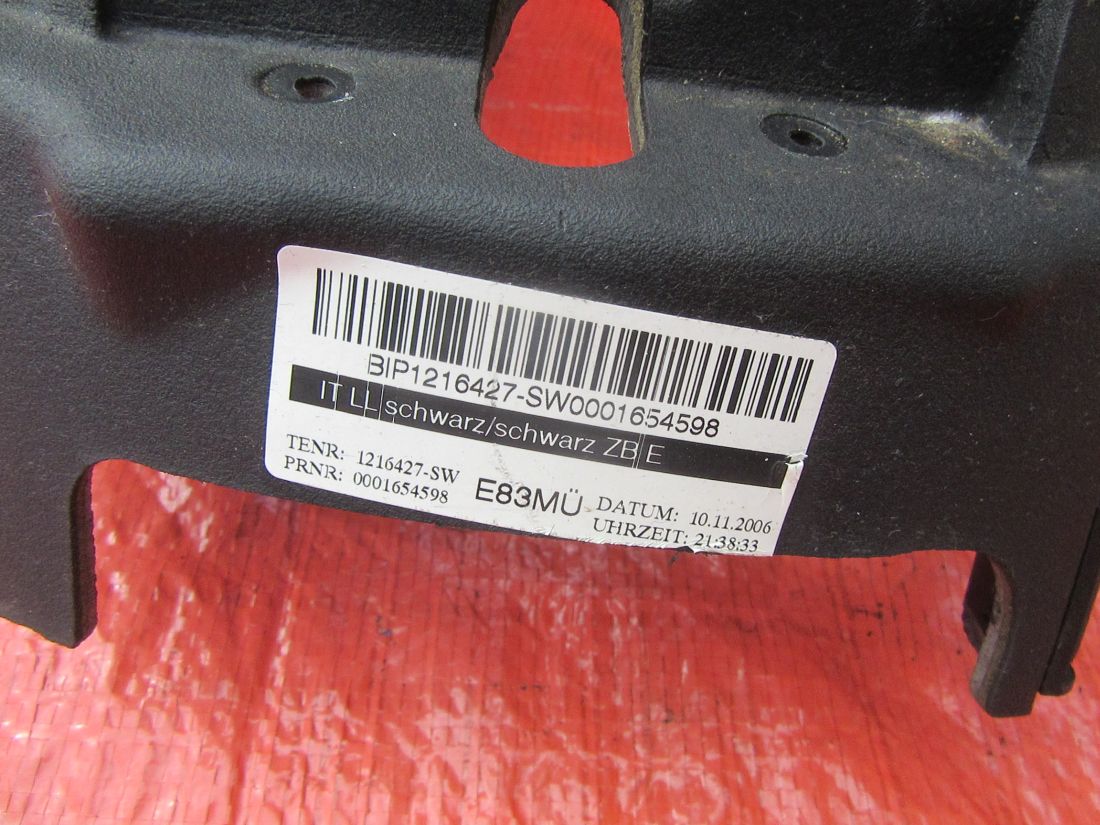 BIP1216427-SW0001654598
IT LL schwarz/schwarz ZB E
TENR: 1216427-SW
PRNR: 0001654598
E83MÜ
DATUM: 10.11.2006
UHRZEIT: 21:38:33